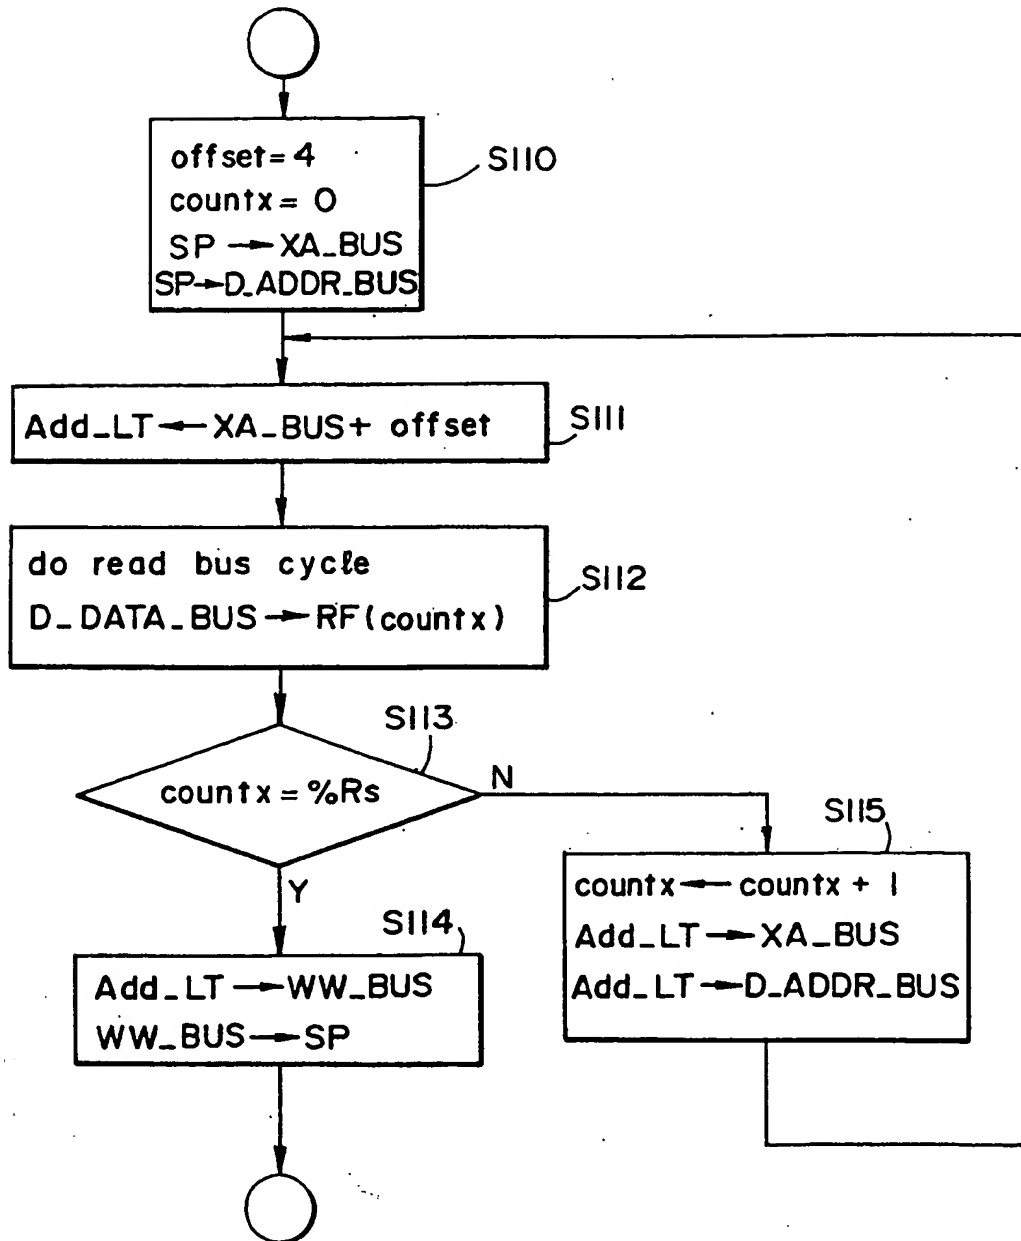 offset=4
countx = 0
SP → XA_BUS
SP→D_ADDR_BUS
S110
Add_LT ← XA_BUS+ offset
S111
do read bus cycle
D_DATA_BUS → RF(countx)
S112
S113
countx = %Rs
N
Y
S115
countx ← countx + 1
Add_LT → XA_BUS
Add_LT → D_ADDR_BUS
S114
Add_LT → WW_BUS
WW_BUS → SP